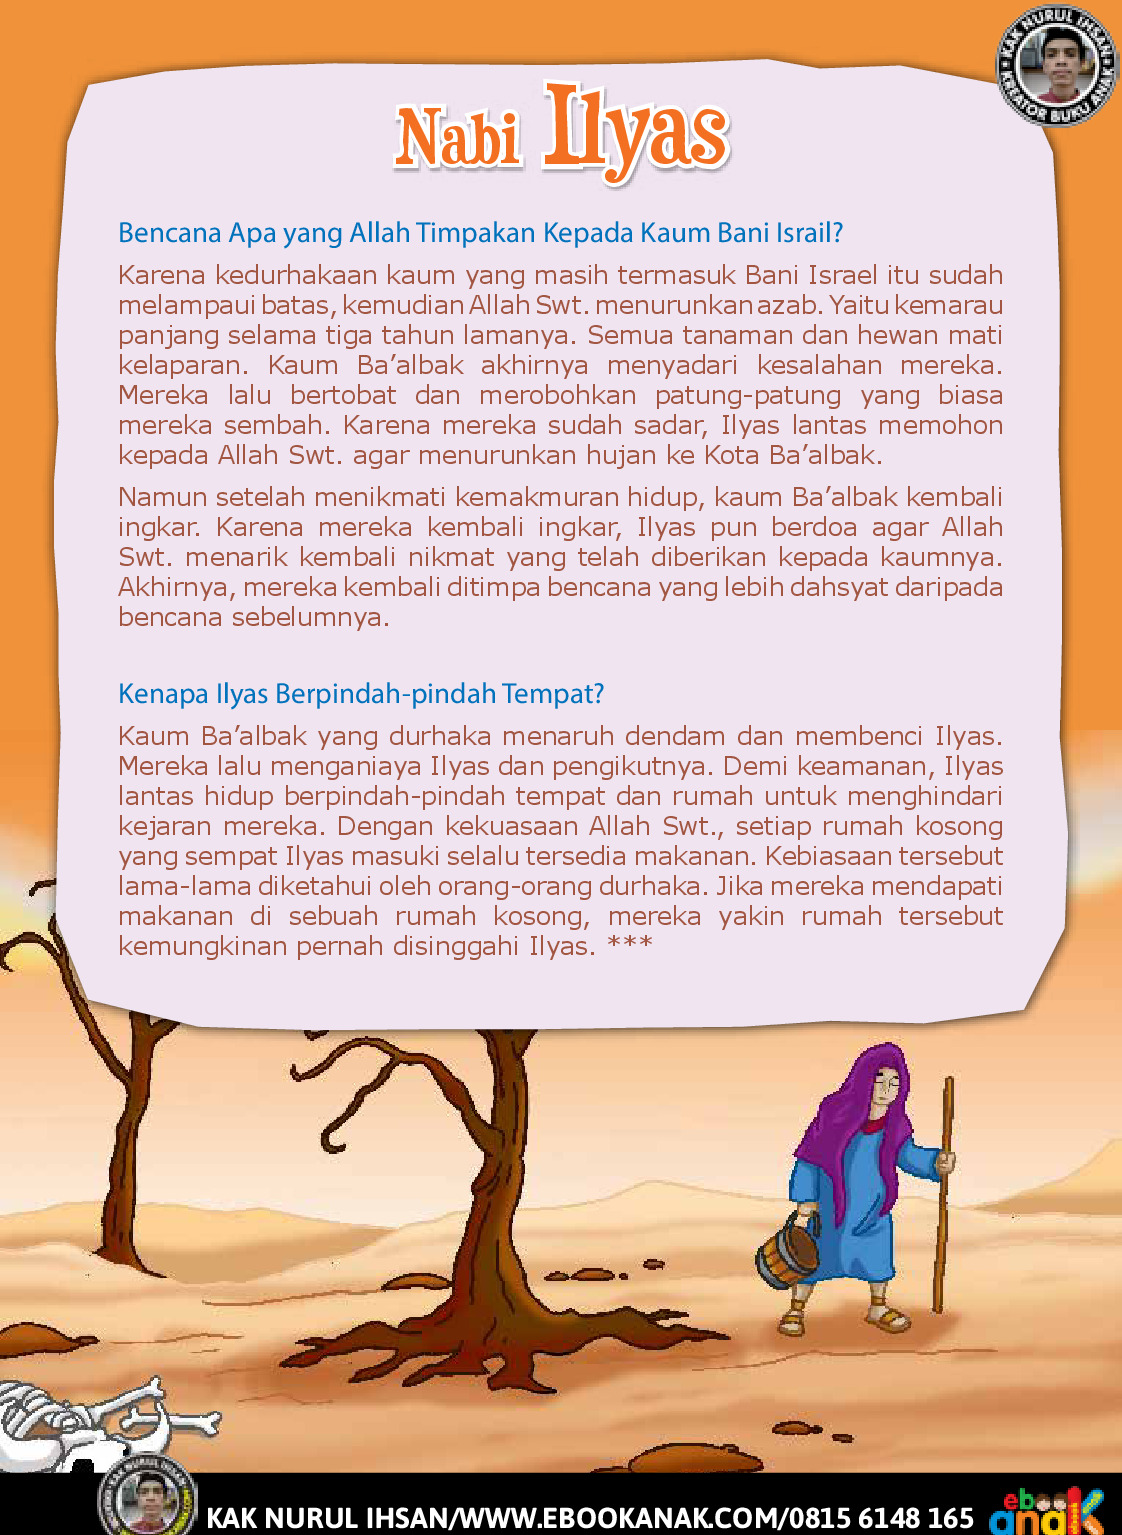 KAK NURUL IHSAN
KREATOR BUKU ANAK
Nabi Ilyas
Bencana Apa yang Allah Timpakan Kepada Kaum Bani Israil?
Karena kedurhakaan kaum yang masih termasuk Bani Israel itu sudah
melampaui batas, kemudian Allah Swt. menurunkan azab. Yaitu kemarau
panjang selama tiga tahun lamanya. Semua tanaman dan hewan mati
kelaparan. Kaum Ba’albak akhirnya menyadari kesalahan mereka.
Mereka lalu bertobat dan merobohkan patung-patung yang biasa
mereka sembah. Karena mereka sudah sadar, Ilyas lantas memohon
kepada Allah Swt. agar menurunkan hujan ke Kota Ba’albak.
Namun setelah menikmati kemakmuran hidup, kaum Ba’albak kembali
ingkar. Karena mereka kembali ingkar, Ilyas pun berdoa agar Allah
Swt. menarik kembali nikmat yang telah diberikan kepada kaumnya.
Akhirnya, mereka kembali ditimpa bencana yang lebih dahsyat daripada
bencana sebelumnya.
Kenapa Ilyas Berpindah-pindah Tempat?
Kaum Ba’albak yang durhaka menaruh dendam dan membenci Ilyas.
Mereka lalu menganiaya Ilyas dan pengikutnya. Demi keamanan, Ilyas
lantas hidup berpindah-pindah tempat dan rumah untuk menghindari
kejaran mereka. Dengan kekuasaan Allah Swt., setiap rumah kosong
yang sempat Ilyas masuki selalu tersedia makanan. Kebiasaan tersebut
lama-lama diketahui oleh orang-orang durhaka. Jika mereka mendapati
makanan di sebuah rumah kosong, mereka yakin rumah tersebut
kemungkinan pernah disinggahi Ilyas. ***
KAK NURUL IHSAN
KAK NURUL IHSAN/WWW.EBOOKANAK.COM/0815 6148 165
ebook
anak